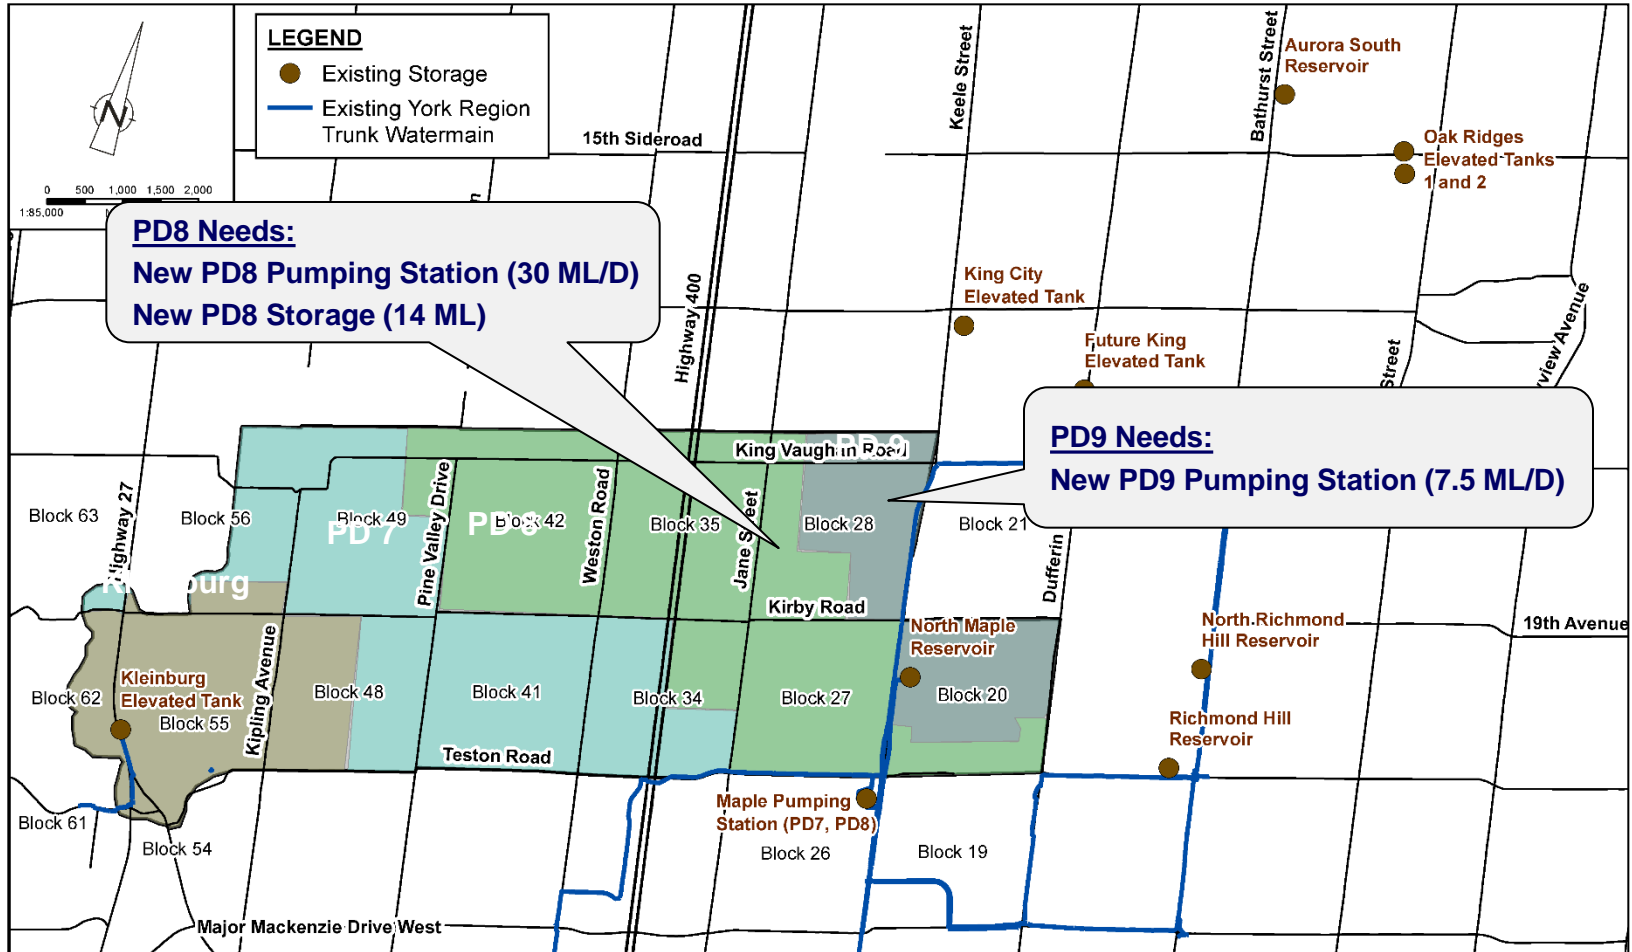 LEGEND
Existing Storage
Existing York Region
Trunk Watermain
N
0 500 1,000 1,500 2,000
1:85,000
15th Sideroad
Keele Street
Bathurst Street
Aurora South
Reservoir
Oak Ridges
Elevated Tanks
1 and 2
PD8 Needs:
New PD8 Pumping Station (30 ML/D)
New PD8 Storage (14 ML)
Highway 400
King City
Elevated Tank
Future King
Elevated Tank
Street
PD9 Needs:
New PD9 Pumping Station (7.5 ML/D)
King Vaughan Road
PD 9
Highway 27
Pine Valley Drive
Weston Road
Jane Street
Dufferin
Block 63
Block 56
Block 49
Block 42
Block 35
Block 28
Block 21
PD 7
Kirby Road
19th Avenue
North Maple
Reservoir
North Richmond
Hill Reservoir
Kleinburg
Elevated Tank
Kipling Avenue
Block 62
Block 55
Block 48
Block 41
Block 34
Block 27
Block 20
Richmond Hill
Reservoir
Teston Road
Maple Pumping
Station (PD7, PD8)
Block 61
Block 54
Block 26
Block 19
Major Mackenzie Drive West